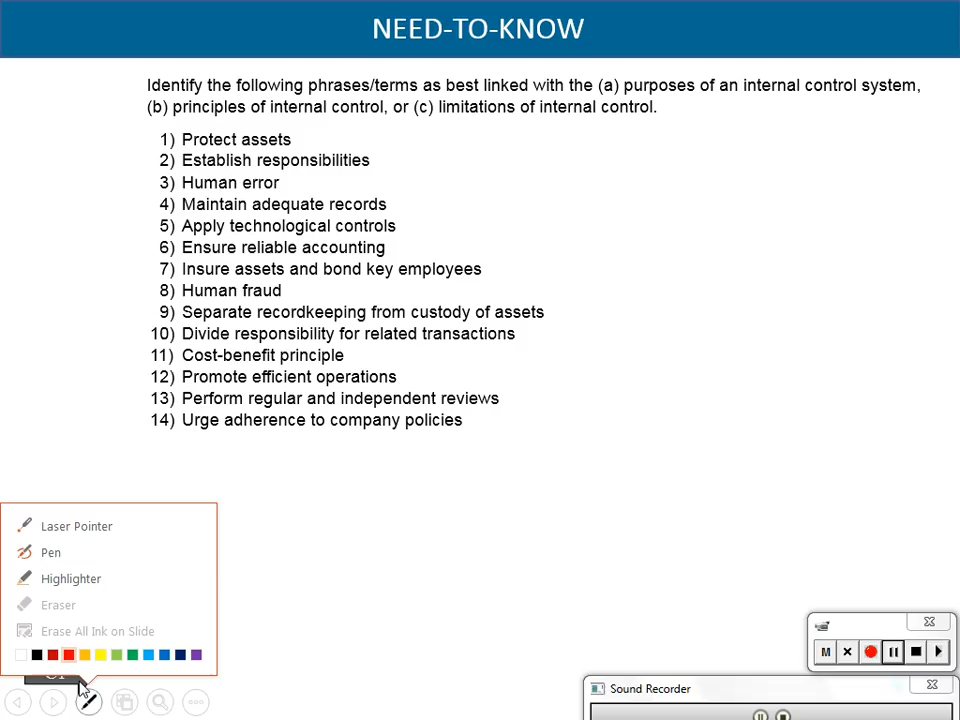 NEED-TO-KNOW
Identify the following phrases/terms as best linked with the (a) purposes of an internal control system,
(b) principles of internal control, or (c) limitations of internal control.
1) Protect assets
2) Establish responsibilities
3) Human error
4) Maintain adequate records
5) Apply technological controls
6) Ensure reliable accounting
7) Insure assets and bond key employees
8) Human fraud
9) Separate recordkeeping from custody of assets
10) Divide responsibility for related transactions
11) Cost-benefit principle
12) Promote efficient operations
13) Perform regular and independent reviews
14) Urge adherence to company policies
Laser Pointer
Pen
Highlighter
Eraser
Erase All Ink on Slide
M
Sound Recorder